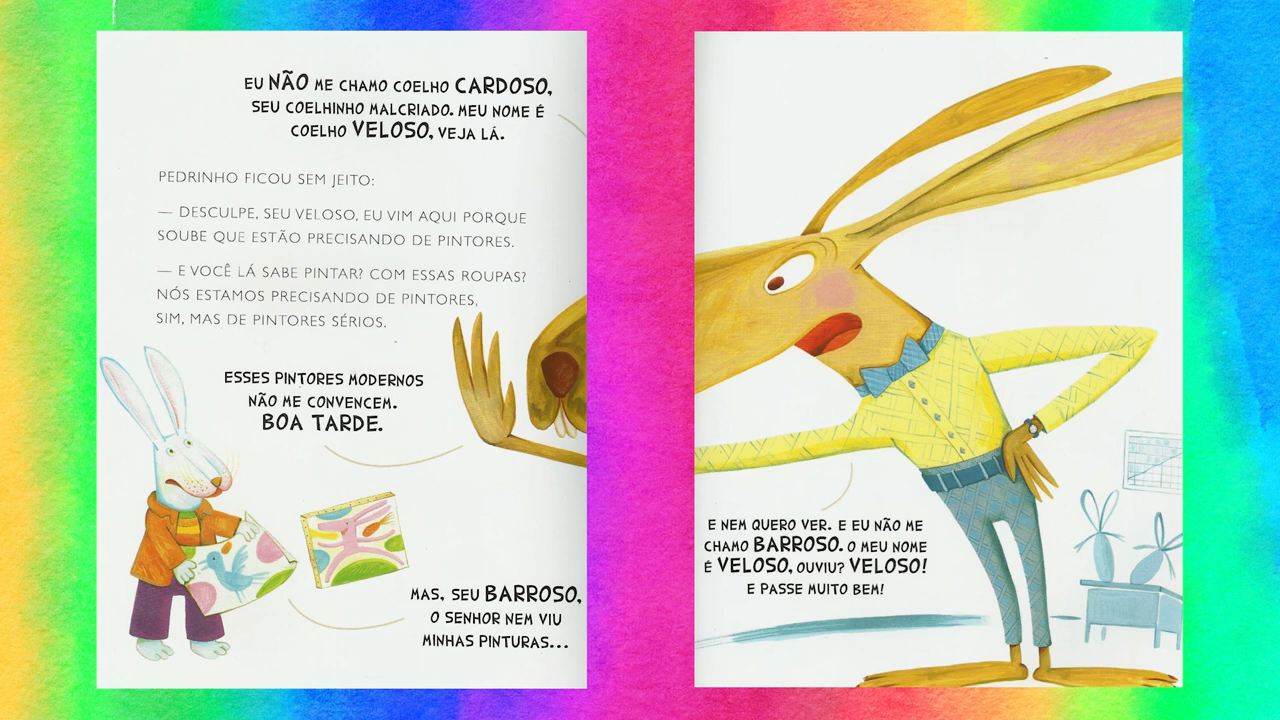 EU NÃO ME CHAMO COELHO CARDOSO,
SEU COELHINHO MALCRIADO. MEU NOME É
COELHO VELOSO, VEJA LÁ.
PEDRINHO FICOU SEM JEITO:
— DESCULPE, SEU VELOSO, EU VIM AQUI PORQUE
SOUBE QUE ESTÃO PRECISANDO DE PINTORES.
— E VOCÊ LÁ SABE PINTAR? COM ESSAS ROUPAS?
NÓS ESTAMOS PRECISANDO DE PINTORES,
SIM, MAS DE PINTORES SÉRIOS.
ESSES PINTORES MODERNOS
NÃO ME CONVENCEM.
BOA TARDE.
MAS, SEU BARROSO,
O SENHOR NEM VIU
MINHAS PINTURAS...
E NEM QUERO VER. E EU NÃO ME
CHAMO BARROSO. O MEU NOME
É VELOSO, OUVIU? VELOSO!
E PASSE MUITO BEM!